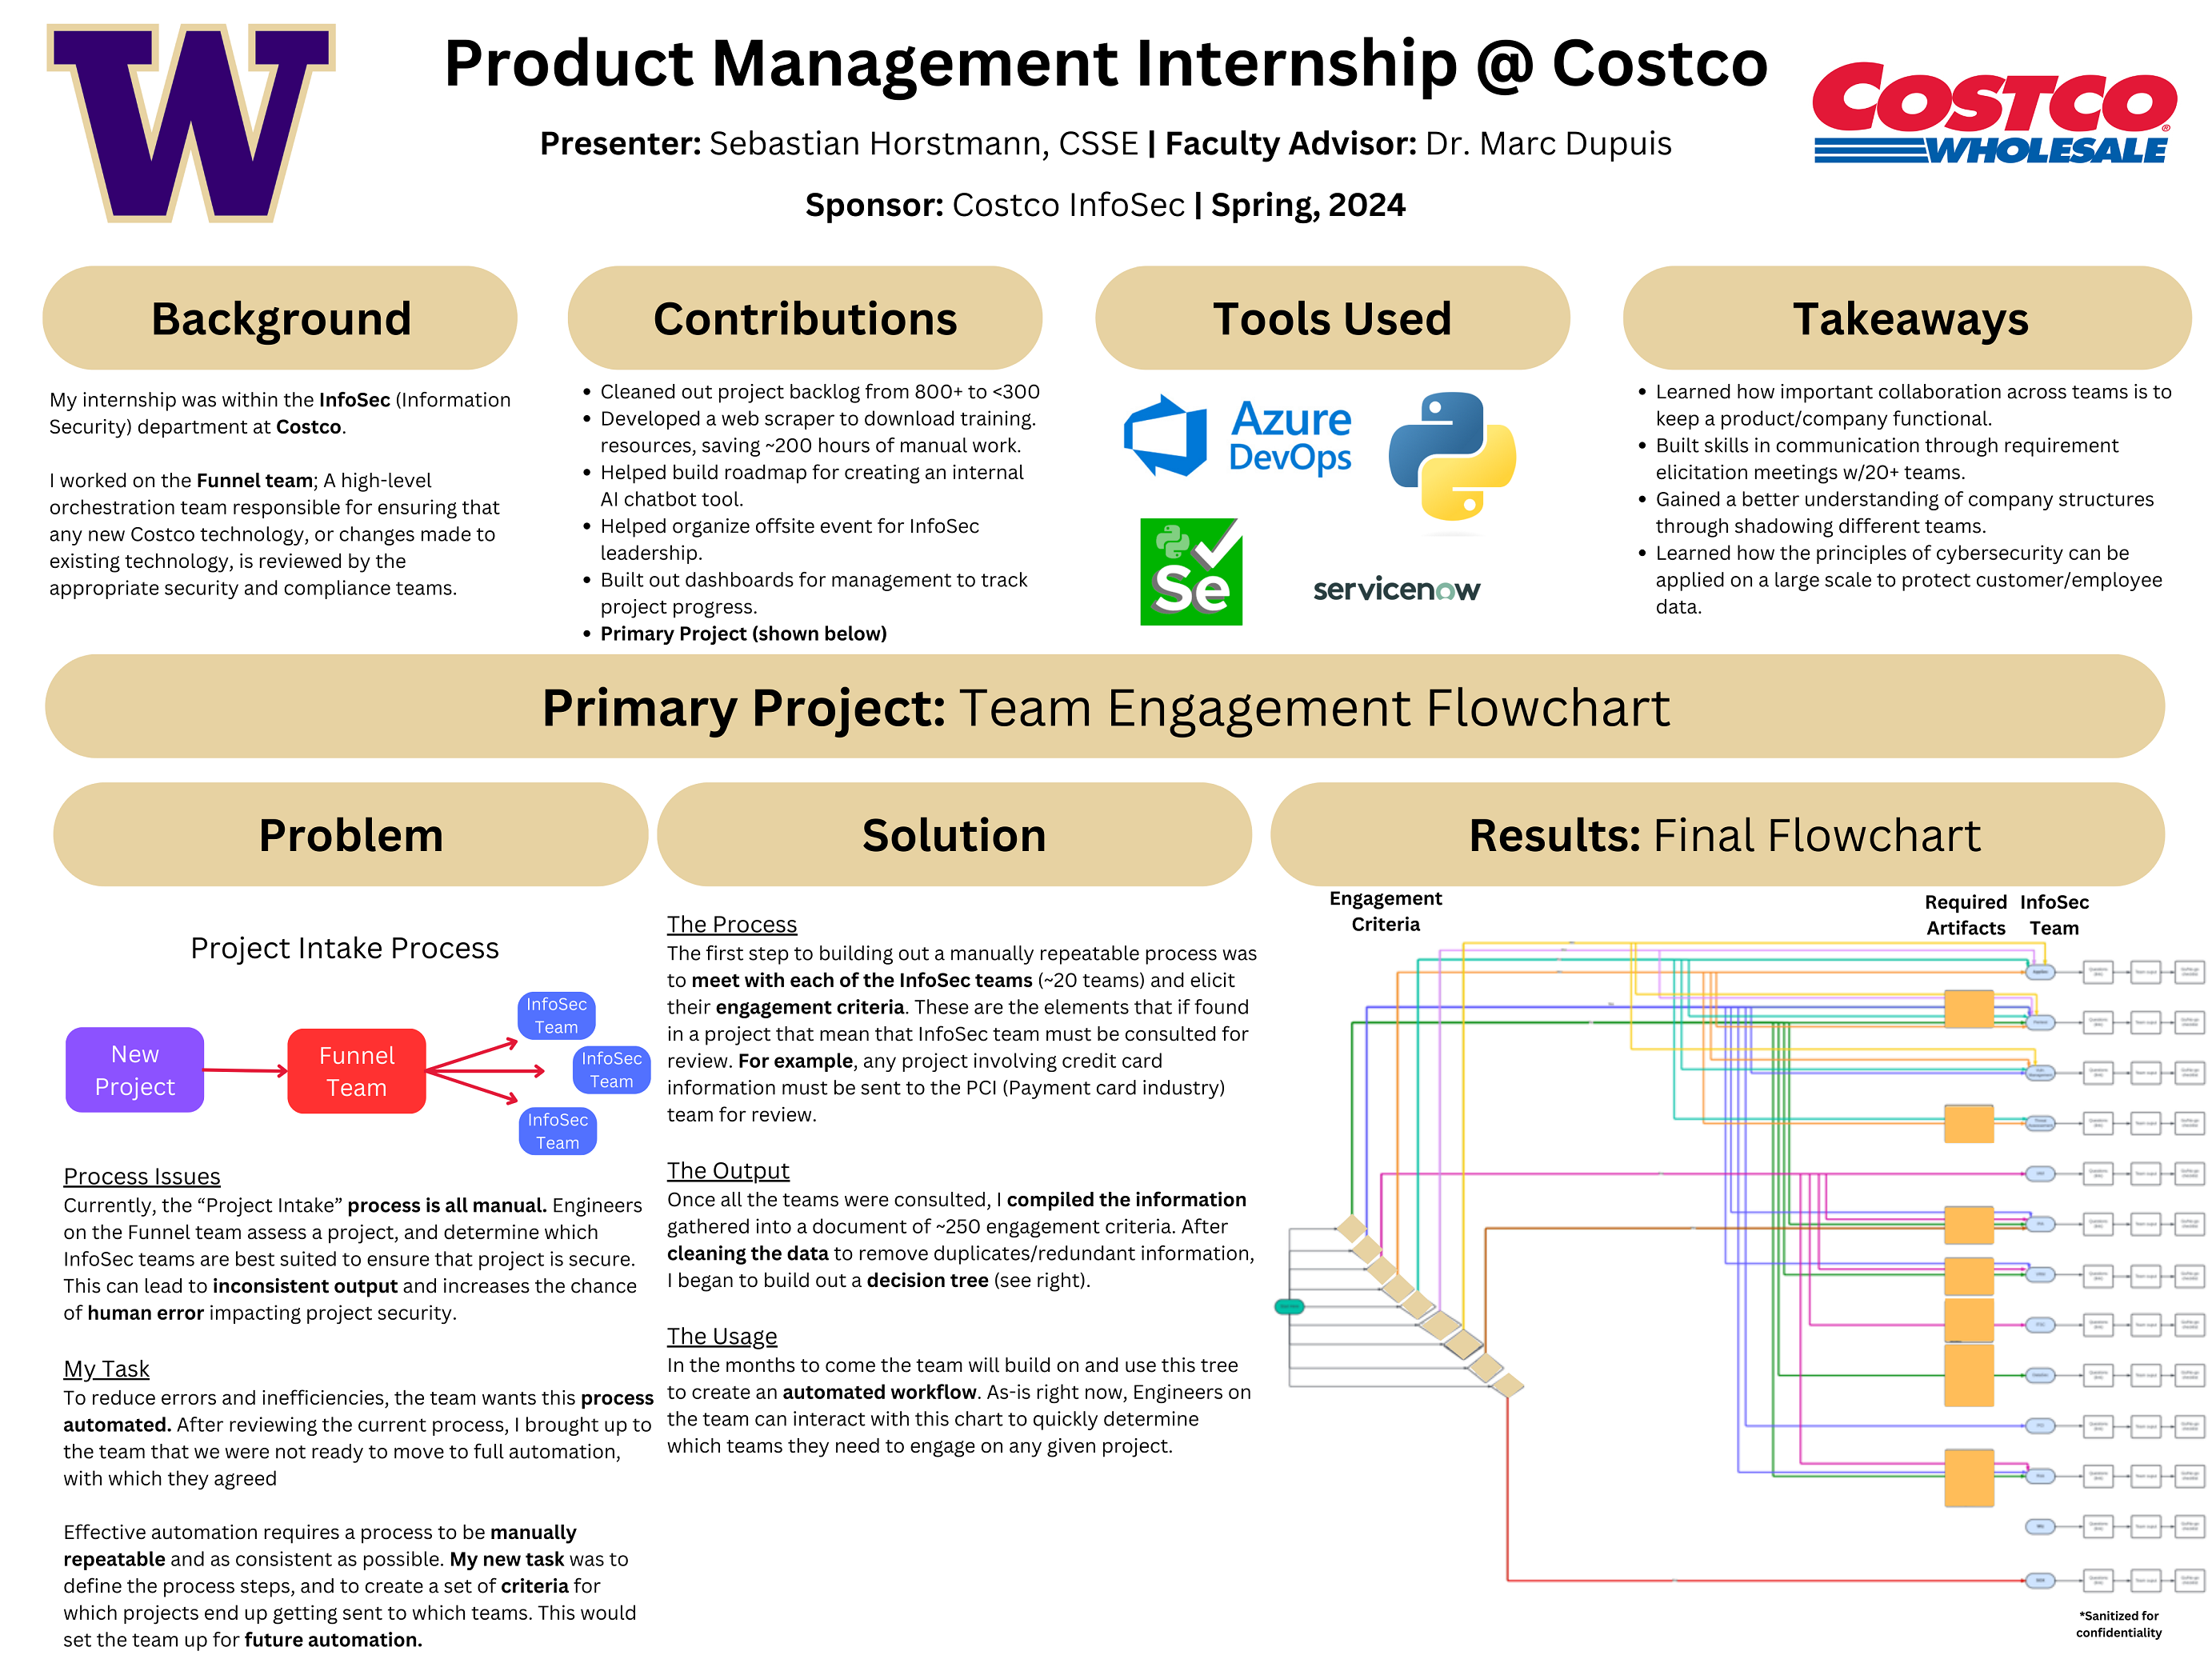 W
Product Management Internship @ Costco
Presenter: Sebastian Horstmann, CSSE | Faculty Advisor: Dr. Marc Dupuis
Sponsor: Costco InfoSec | Spring, 2024
COSTCO
WHOLESALE
Background
My internship was within the InfoSec (Information
Security) department at Costco.
I worked on the Funnel team; A high-level
orchestration team responsible for ensuring that
any new Costco technology, or changes made to
existing technology, is reviewed by the
appropriate security and compliance teams.
Contributions
• Cleaned out project backlog from 800+ to <300
• Developed a web scraper to download training.
resources, saving ~200 hours of manual work.
• Helped build roadmap for creating an internal
AI chatbot tool.
• Helped organize offsite event for InfoSec
leadership.
• Built out dashboards for management to track
project progress.
• Primary Project (shown below)
Tools Used
Azure
DevOps
Se
servicenow
Takeaways
• Learned how important collaboration across teams is to
keep a product/company functional.
• Built skills in communication through requirement
elicitation meetings w/20+ teams.
• Gained a better understanding of company structures
through shadowing different teams.
• Learned how the principles of cybersecurity can be
applied on a large scale to protect customer/employee
data.
Primary Project: Team Engagement Flowchart
Problem
Project Intake Process
New
Project
Funnel
Team
InfoSec
Team
InfoSec
Team
InfoSec
Team
Process Issues
Currently, the “Project Intake” process is all manual. Engineers
on the Funnel team assess a project, and determine which
InfoSec teams are best suited to ensure that project is secure.
This can lead to inconsistent output and increases the chance
of human error impacting project security.
My Task
To reduce errors and inefficiencies, the team wants this process
automated. After reviewing the current process, I brought up to
the team that we were not ready to move to full automation,
with which they agreed
Effective automation requires a process to be manually
repeatable and as consistent as possible. My new task was to
define the process steps, and to create a set of criteria for
which projects end up getting sent to which teams. This would
set the team up for future automation.
Solution
The Process
The first step to building out a manually repeatable process was
to meet with each of the InfoSec teams (~20 teams) and elicit
their engagement criteria. These are the elements that if found
in a project that mean that InfoSec team must be consulted for
review. For example, any project involving credit card
information must be sent to the PCI (Payment card industry)
team for review.
The Output
Once all the teams were consulted, I compiled the information
gathered into a document of ~250 engagement criteria. After
cleaning the data to remove duplicates/redundant information,
I began to build out a decision tree (see right).
The Usage
In the months to come the team will build on and use this tree
to create an automated workflow. As-is right now, Engineers on
the team can interact with this chart to quickly determine
which teams they need to engage on any given project.
Results: Final Flowchart
Engagement
Criteria
Required
Artifacts
InfoSec
Team
*Sanitized for
confidentiality